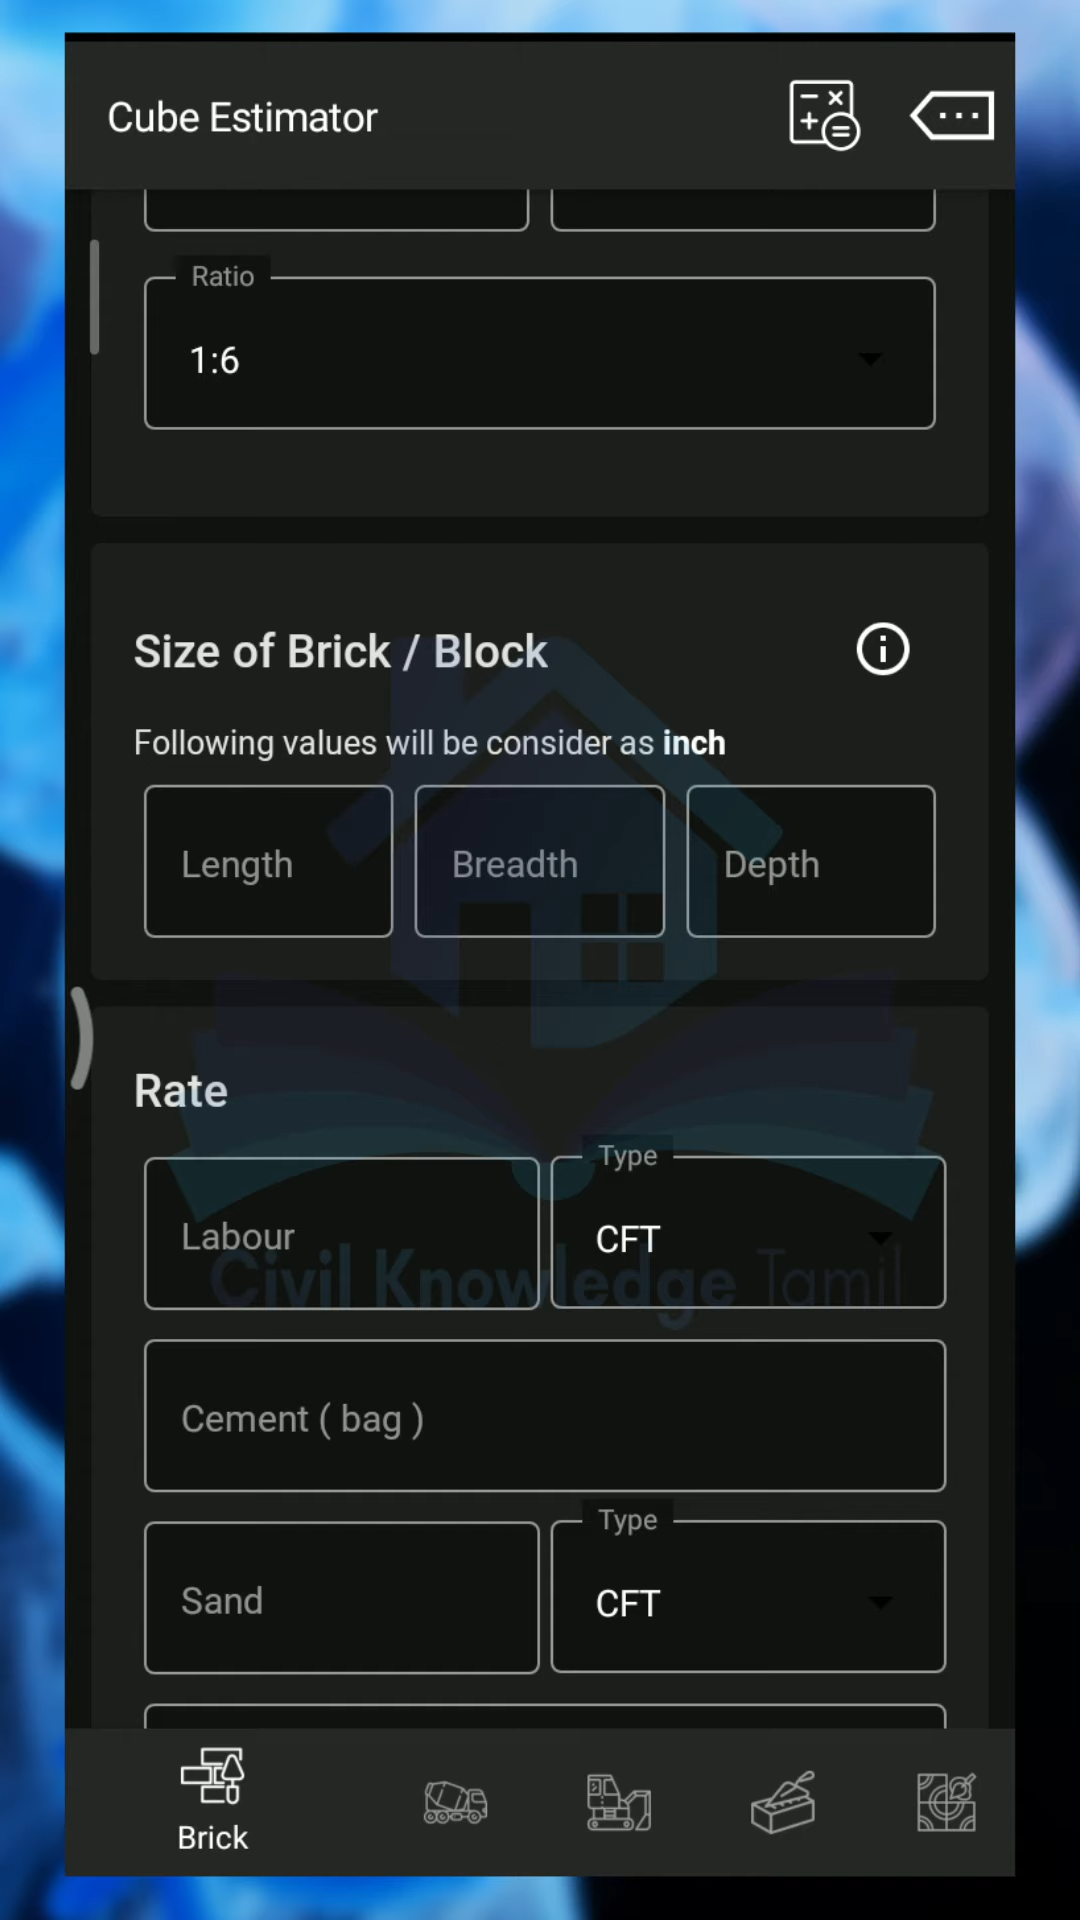 Cube Estimator
Ratio
1:6
Size of Brick / Block
Following values will be consider as inch
Length
Breadth
Depth
Rate
Labour
Type
CFT
Civil Knowledge Tamil
Cement ( bag )
Sand
Type
CFT
Brick